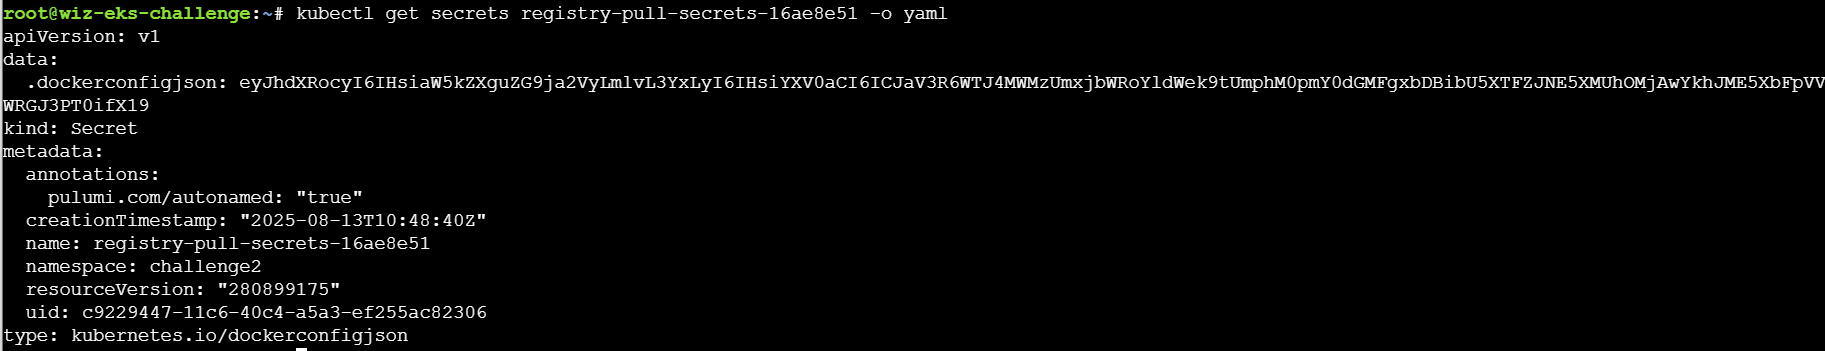 root@wiz-eks-challenge:~# kubectl get secrets registry-pull-secrets-16ae8e51 -o yaml
apiVersion: v1
data:
  .dockerconfigjson: eyJhdXRocyI6IHsiaW5kZXguZG9ja2VyLmlvL3YxLyI6IHsiYXV0aCI6ICJaV3R6WTJ4MWMzUmxjbWRoYldWek9tUmphM0pmY0dGMFgxbDBibU5XTFZJNE5XMUhOMjAwYkhJME5XbFpVV
WRGJ3PT0ifX19
kind: Secret
metadata:
  annotations:
    pulumi.com/autonamed: "true"
  creationTimestamp: "2025-08-13T10:48:40Z"
  name: registry-pull-secrets-16ae8e51
  namespace: challenge2
  resourceVersion: "280899175"
  uid: c9229447-11c6-40c4-a5a3-ef255ac82306
type: kubernetes.io/dockerconfigjson